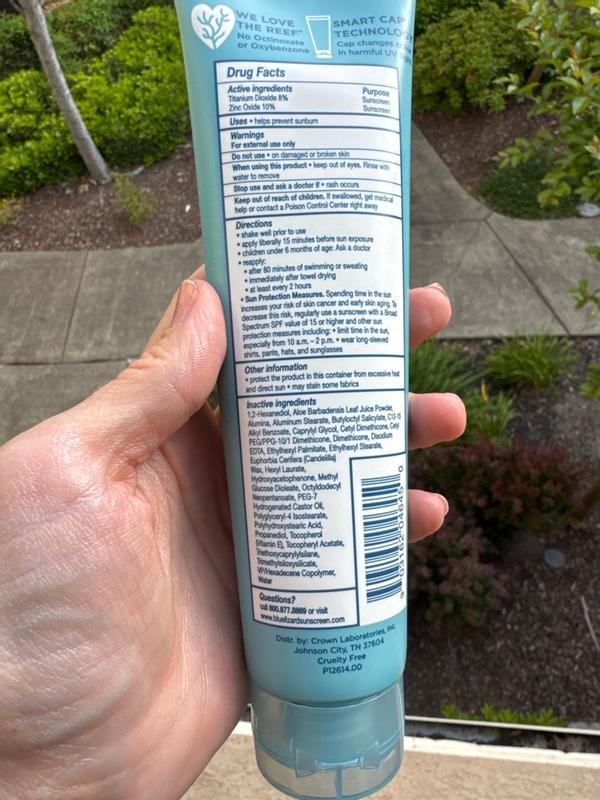 WE LOVE
THE REEF™
No Octinoxate
or Oxybenzone
SMART CAP
TECHNOLOGY
Cap changes
in harmful UV
Drug Facts
Active ingredients Purpose
Titanium Dioxide 8% Sunscreen
Zinc Oxide 10% Sunscreen
Uses • helps prevent sunburn
Warnings
For external use only
Do not use • on damaged or broken skin
When using this product • keep out of eyes. Rinse with
water to remove
Stop use and ask a doctor if • rash occurs
Keep out of reach of children. If swallowed, get medical
help or contact a Poison Control Center right away
Directions
• shake well prior to use
• apply liberally 15 minutes before sun exposure
• children under 6 months of age: Ask a doctor
• reapply:
• after 80 minutes of swimming or sweating
• immediately after towel drying
• at least every 2 hours
• Sun Protection Measures. Spending time in the sun
increases your risk of skin cancer and early skin aging. To
decrease this risk, regularly use a sunscreen with a Broad
Spectrum SPF value of 15 or higher and other sun
protection measures including: • limit time in the sun,
especially from 10 a.m. – 2 p.m. • wear long-sleeved
shirts, pants, hats, and sunglasses
Other information
• protect the product in this container from excessive heat
and direct sun • may stain some fabrics
Inactive ingredients
1,2-Hexanediol, Aloe Barbadensis Leaf Juice Powder,
Alumina, Aluminum Stearate, Butyloctyl Salicylate, C12-15
Alkyl Benzoate, Caprylyl Glycol, Cetyl Dimethicone, Cetyl
PEG/PPG-10/1 Dimethicone, Dimethicone, Disodium
EDTA, Ethylhexyl Palmitate, Ethylhexyl Stearate,
Euphorbia Cerifera (Candelilla)
Wax, Hexyl Laurate,
Hydroxyacetophenone, Methyl
Glucose Dioleate, Octyldodecyl
Neopentanoate, PEG-7
Hydrogenated Castor Oil,
Polyglyceryl-4 Isostearate,
Polyhydroxystearic Acid,
Propanediol, Tocopherol
(Vitamin E), Tocopheryl Acetate,
Triethoxycaprylylsilane,
Trimethylsiloxysilicate,
VP/Hexadecene Copolymer,
Water
Questions?
call 800.877.8869 or visit
www.bluelizardsunscreen.com
Distr. by: Crown Laboratories, Inc.
Johnson City, TN 37604
Cruelty Free
P12614.00